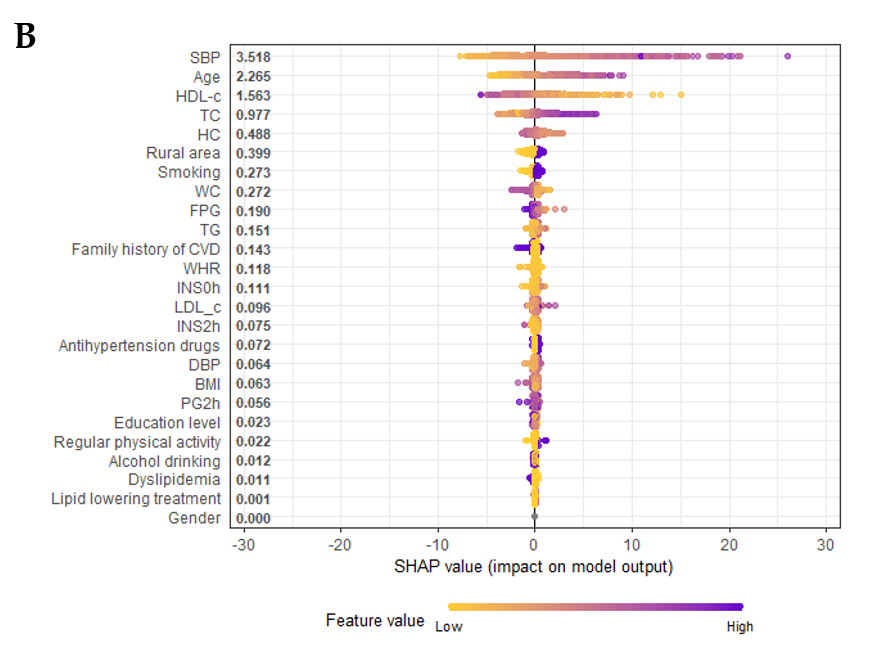 B
SBP 3.518
Age 2.265
HDL-c 1.563
TC 0.977
HC 0.488
Rural area 0.399
Smoking 0.273
WC 0.272
FPG 0.190
TG 0.151
Family history of CVD 0.143
WHR 0.118
INS0h 0.111
LDL_c 0.096
INS2h 0.075
Antihypertension drugs 0.072
DBP 0.064
BMI 0.063
PG2h 0.056
Education level 0.023
Regular physical activity 0.022
Alcohol drinking 0.012
Dyslipidemia 0.011
Lipid lowering treatment 0.001
Gender 0.000
-30 -20 -10 0 10 20 30
SHAP value (impact on model output)
Feature value Low High